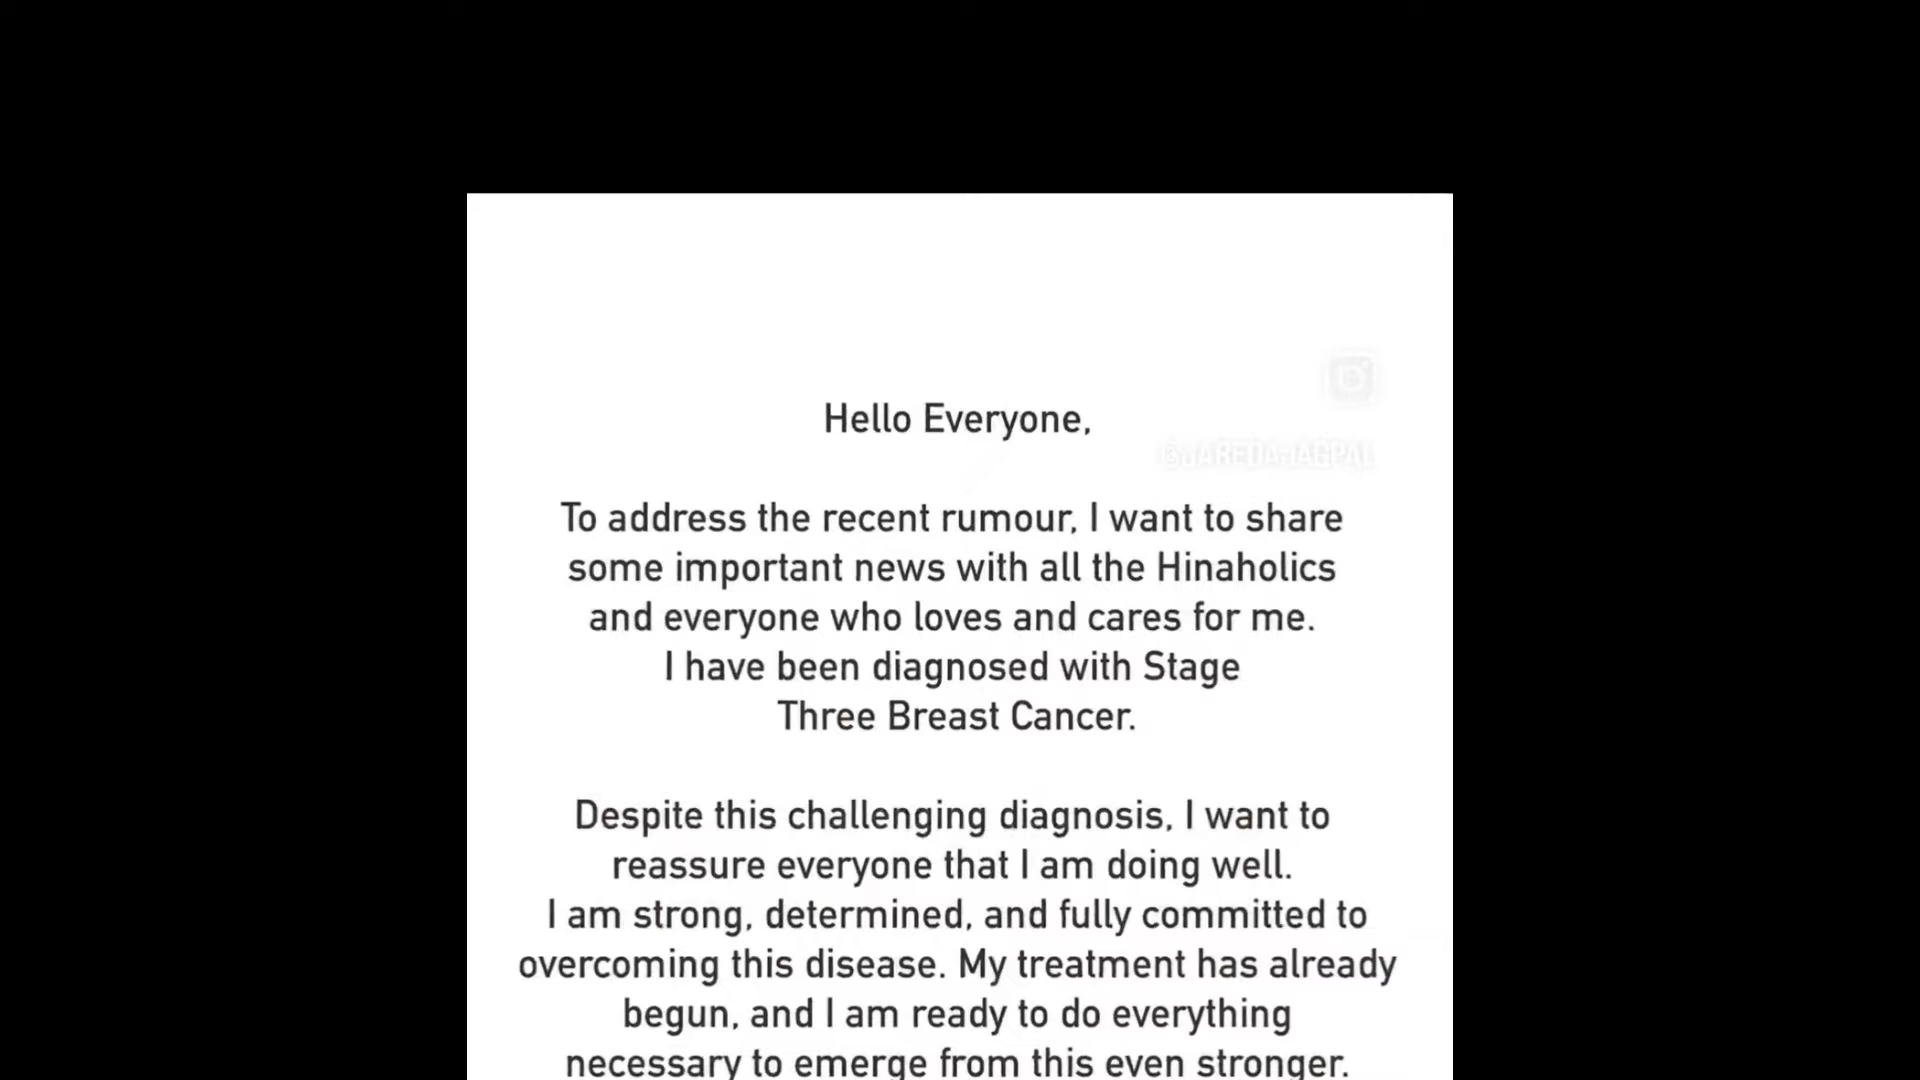 Hello Everyone,
To address the recent rumour, I want to share
some important news with all the Hinaholics
and everyone who loves and cares for me.
I have been diagnosed with Stage
Three Breast Cancer.
Despite this challenging diagnosis, I want to
reassure everyone that I am doing well.
I am strong, determined, and fully committed to
overcoming this disease. My treatment has already
begun, and I am ready to do everything
necessary to emerge from this even stronger.